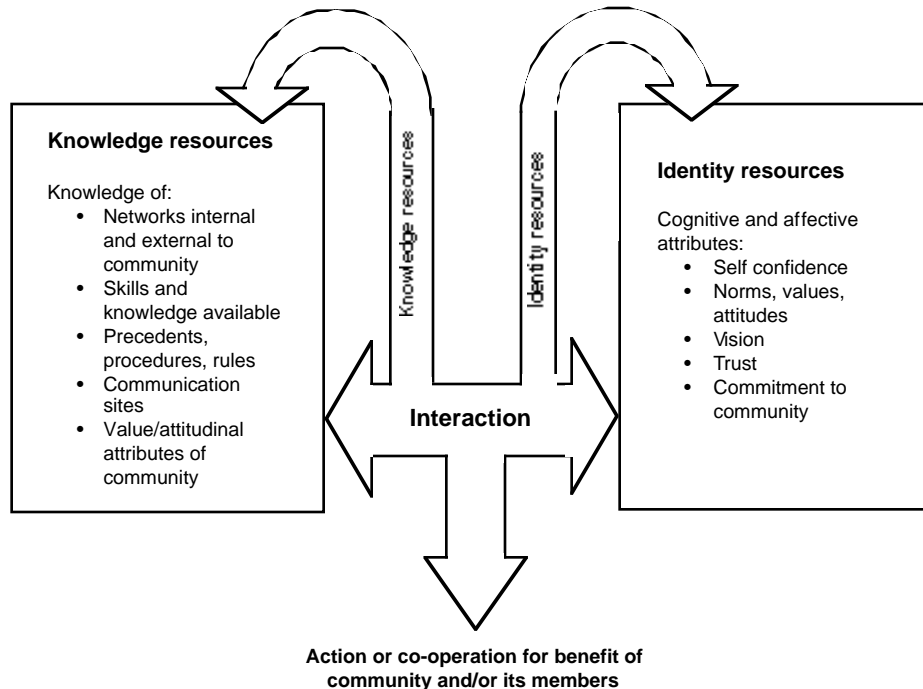 Knowledge resources
Knowledge of:
• Networks internal
and external to
community
• Skills and
knowledge available
• Precedents,
procedures, rules
• Communication
sites
• Value/attitudinal
attributes of
community
Knowledge resources
Interaction
Identity resources
Identity resources
Cognitive and affective
attributes:
• Self confidence
• Norms, values,
attitudes
• Vision
• Trust
• Commitment to
community
Action or co-operation for benefit of
community and/or its members